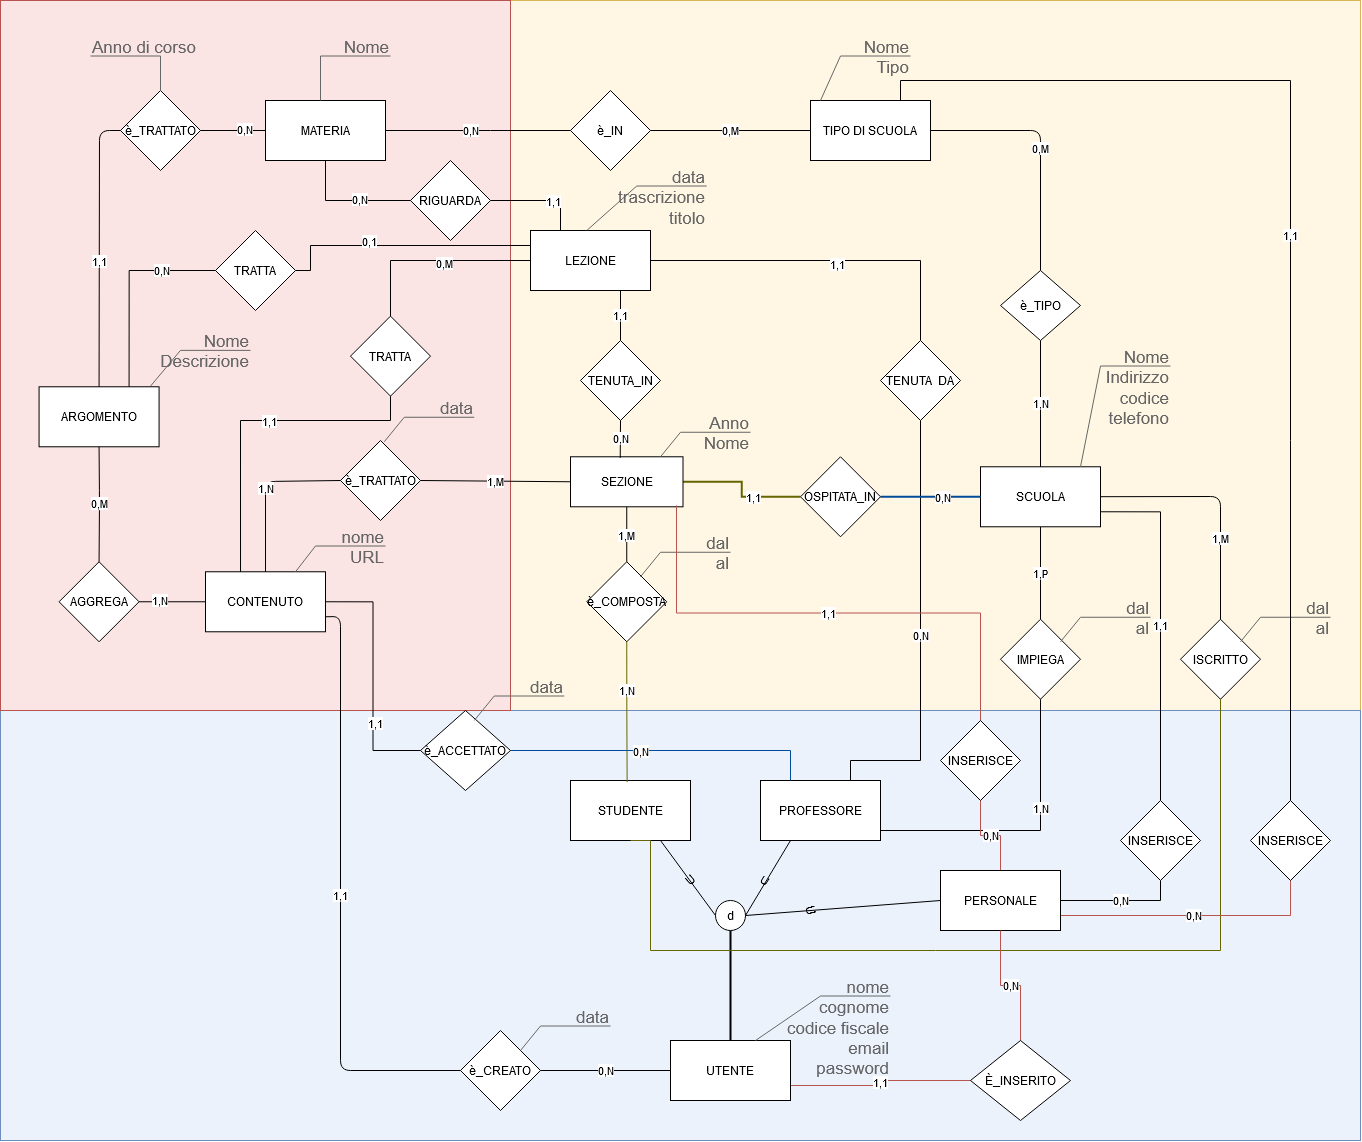 Anno di corso
Nome
Nome
Tipo
è_TRATTATO
0,N
MATERIA
0,N
è_IN
0,M
TIPO DI SCUOLA
0,M
data
trascrizione
titolo
0,N
RIGUARDA
1,1
1,1
0,1
1,1
TRATTA
0,N
0,M
LEZIONE
1,1
è_TIPO
1,1
Nome
Descrizione
TRATTA
TENUTA_IN
TENUTA DA
Nome
Indirizzo
codice
telefono
1,N
ARGOMENTO
1,1
data
Anno
Nome
0,N
è_TRATTATO
1,N
1,M
SEZIONE
1,1
OSPITATA_IN
0,N
SCUOLA
0,M
nome
URL
1,M
dal
al
1,M
1,P
AGGREGA
1,N
CONTENUTO
è_COMPOSTA
1,1
dal
al
1,1
dal
al
0,N
IMPIEGA
ISCRITTO
data
1,N
1,1
è_ACCETTATO
0,N
INSERISCE
STUDENTE
PROFESSORE
1,N
0,N
INSERISCE
INSERISCE
1,1
d
PERSONALE
0,N
0,N
nome
cognome
codice fiscale
email
password
0,N
data
è_CREATO
0,N
UTENTE
1,1
È_INSERITO